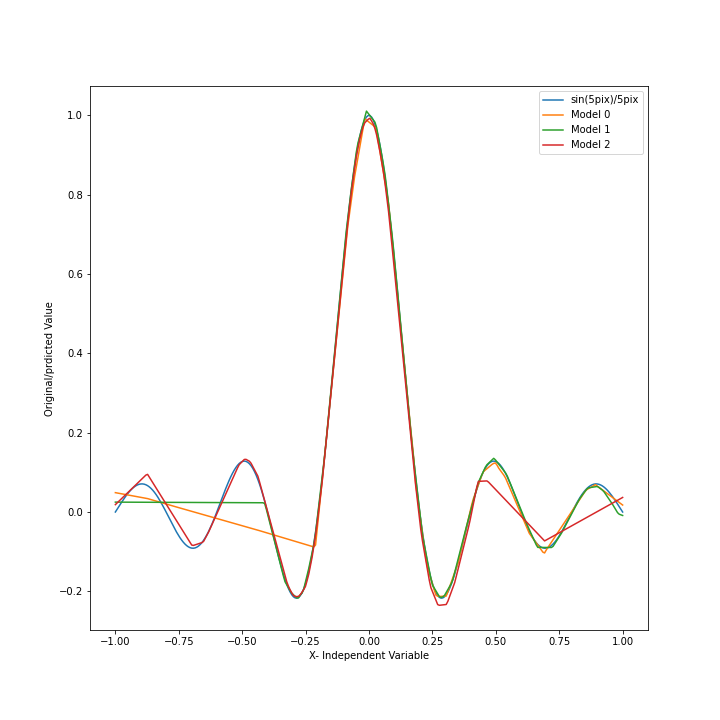 sin(5pix)/5pix
Model 0
Model 1
Model 2
1.0
0.8
0.6
0.4
0.2
0.0
−0.2
Original/prdicted Value
−1.00 −0.75 −0.50 −0.25 0.00 0.25 0.50 0.75 1.00
X- Independent Variable